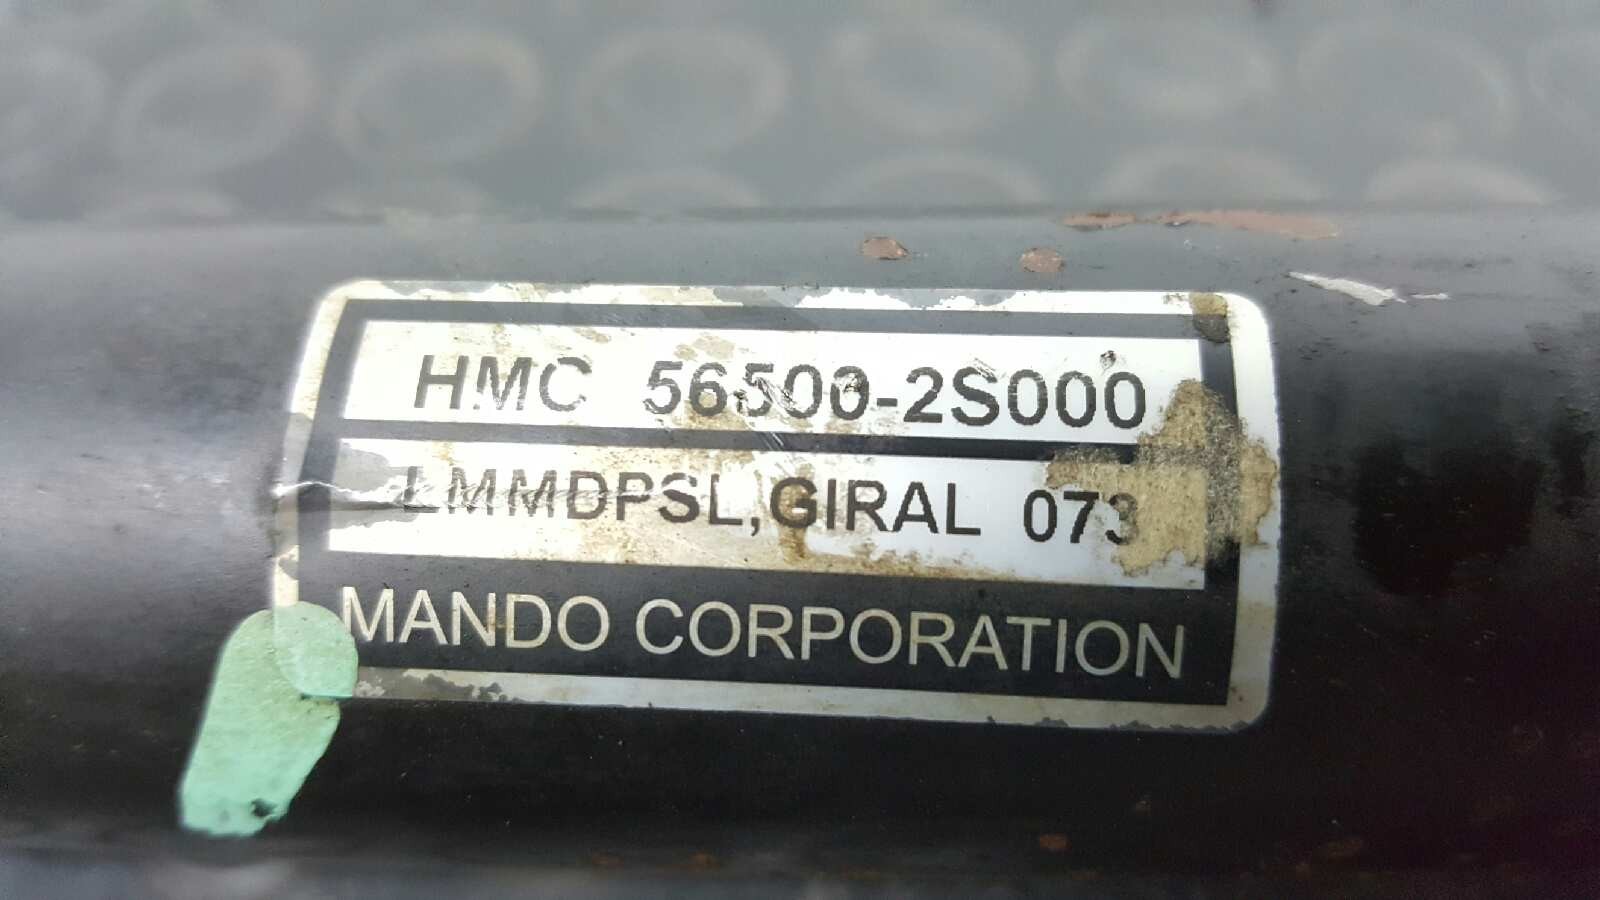 HMC 56500-2S000
LMMDPSL,GIRAL 073
MANDO CORPORATION